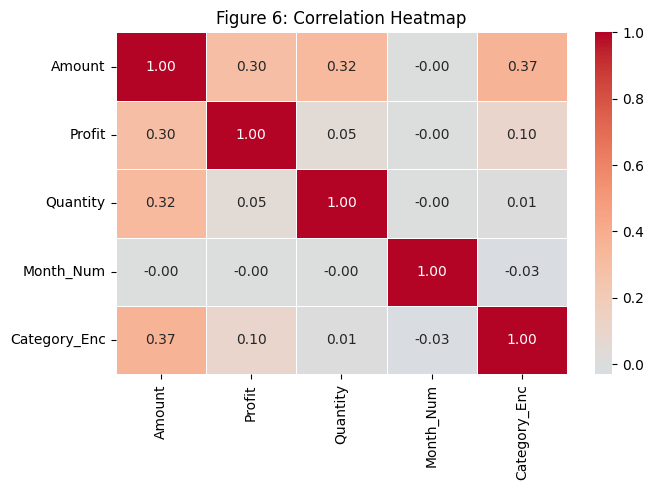 Figure 6: Correlation Heatmap
Amount 1.00 0.30 0.32 -0.00 0.37
Profit 0.30 1.00 0.05 -0.00 0.10
Quantity 0.32 0.05 1.00 -0.00 0.01
Month_Num -0.00 -0.00 -0.00 1.00 -0.03
Category_Enc 0.37 0.10 0.01 -0.03 1.00
Amount Profit Quantity Month_Num Category_Enc
1.0
0.8
0.6
0.4
0.2
0.0